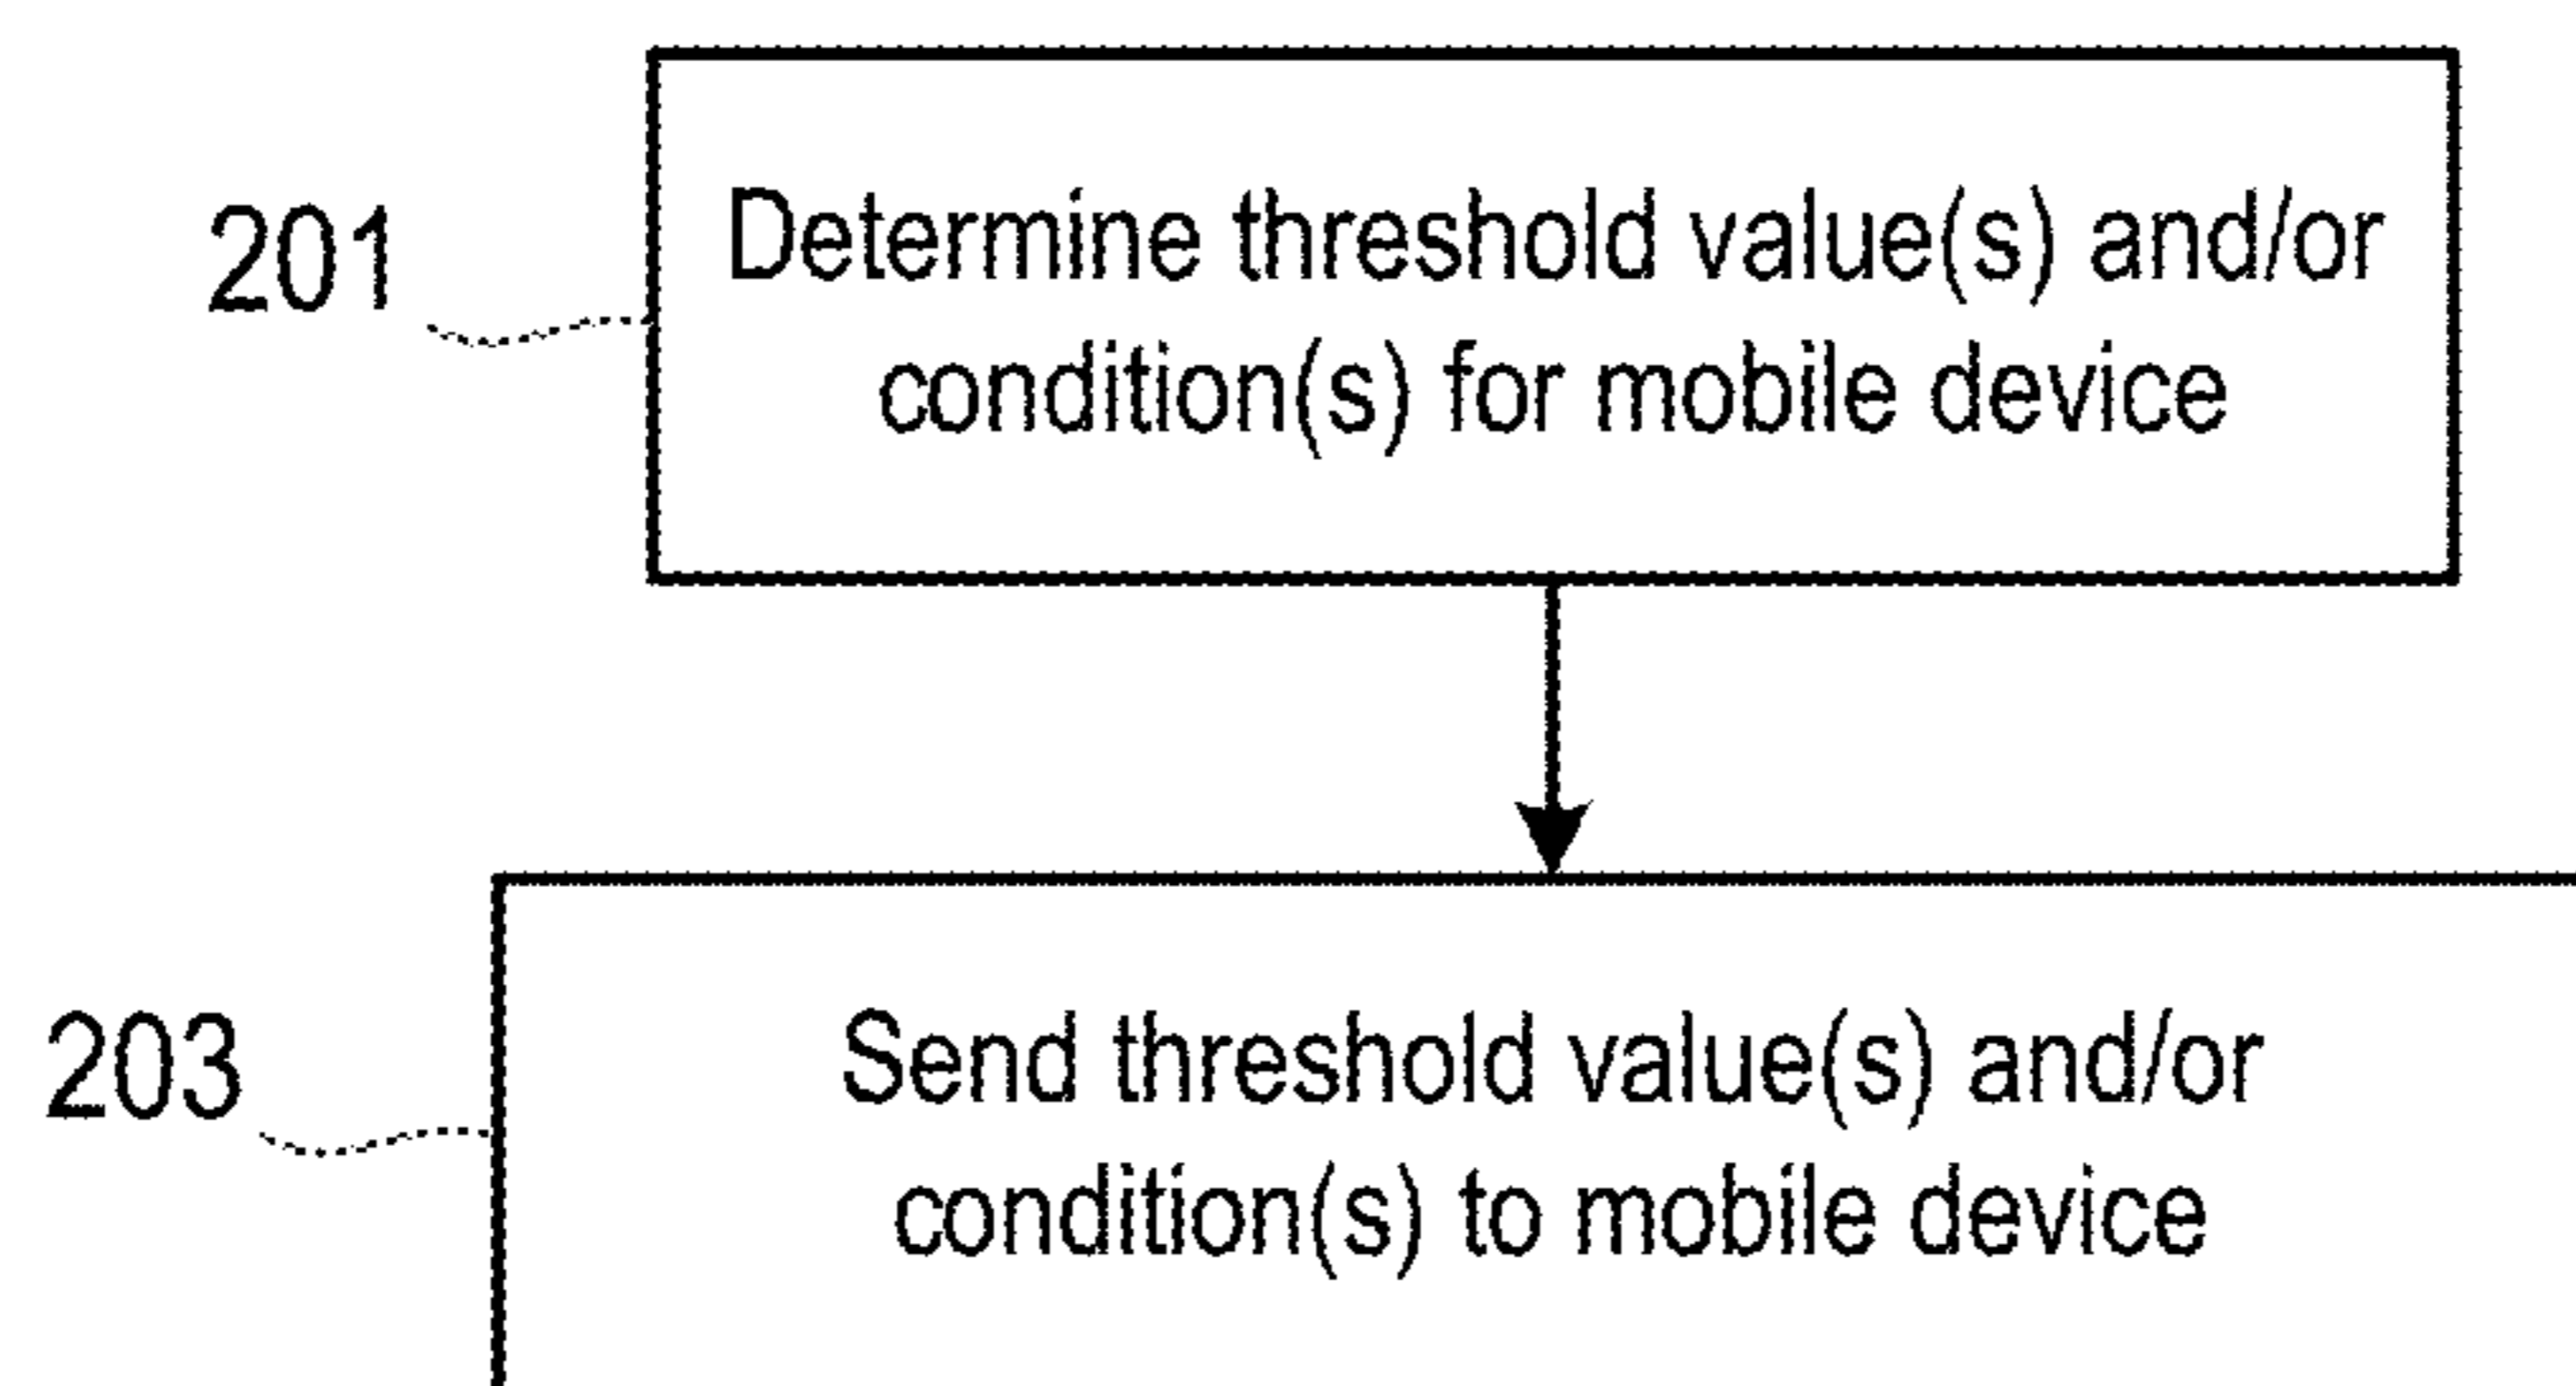 201
Determine threshold value(s) and/or
condition(s) for mobile device
203
Send threshold value(s) and/or
condition(s) to mobile device